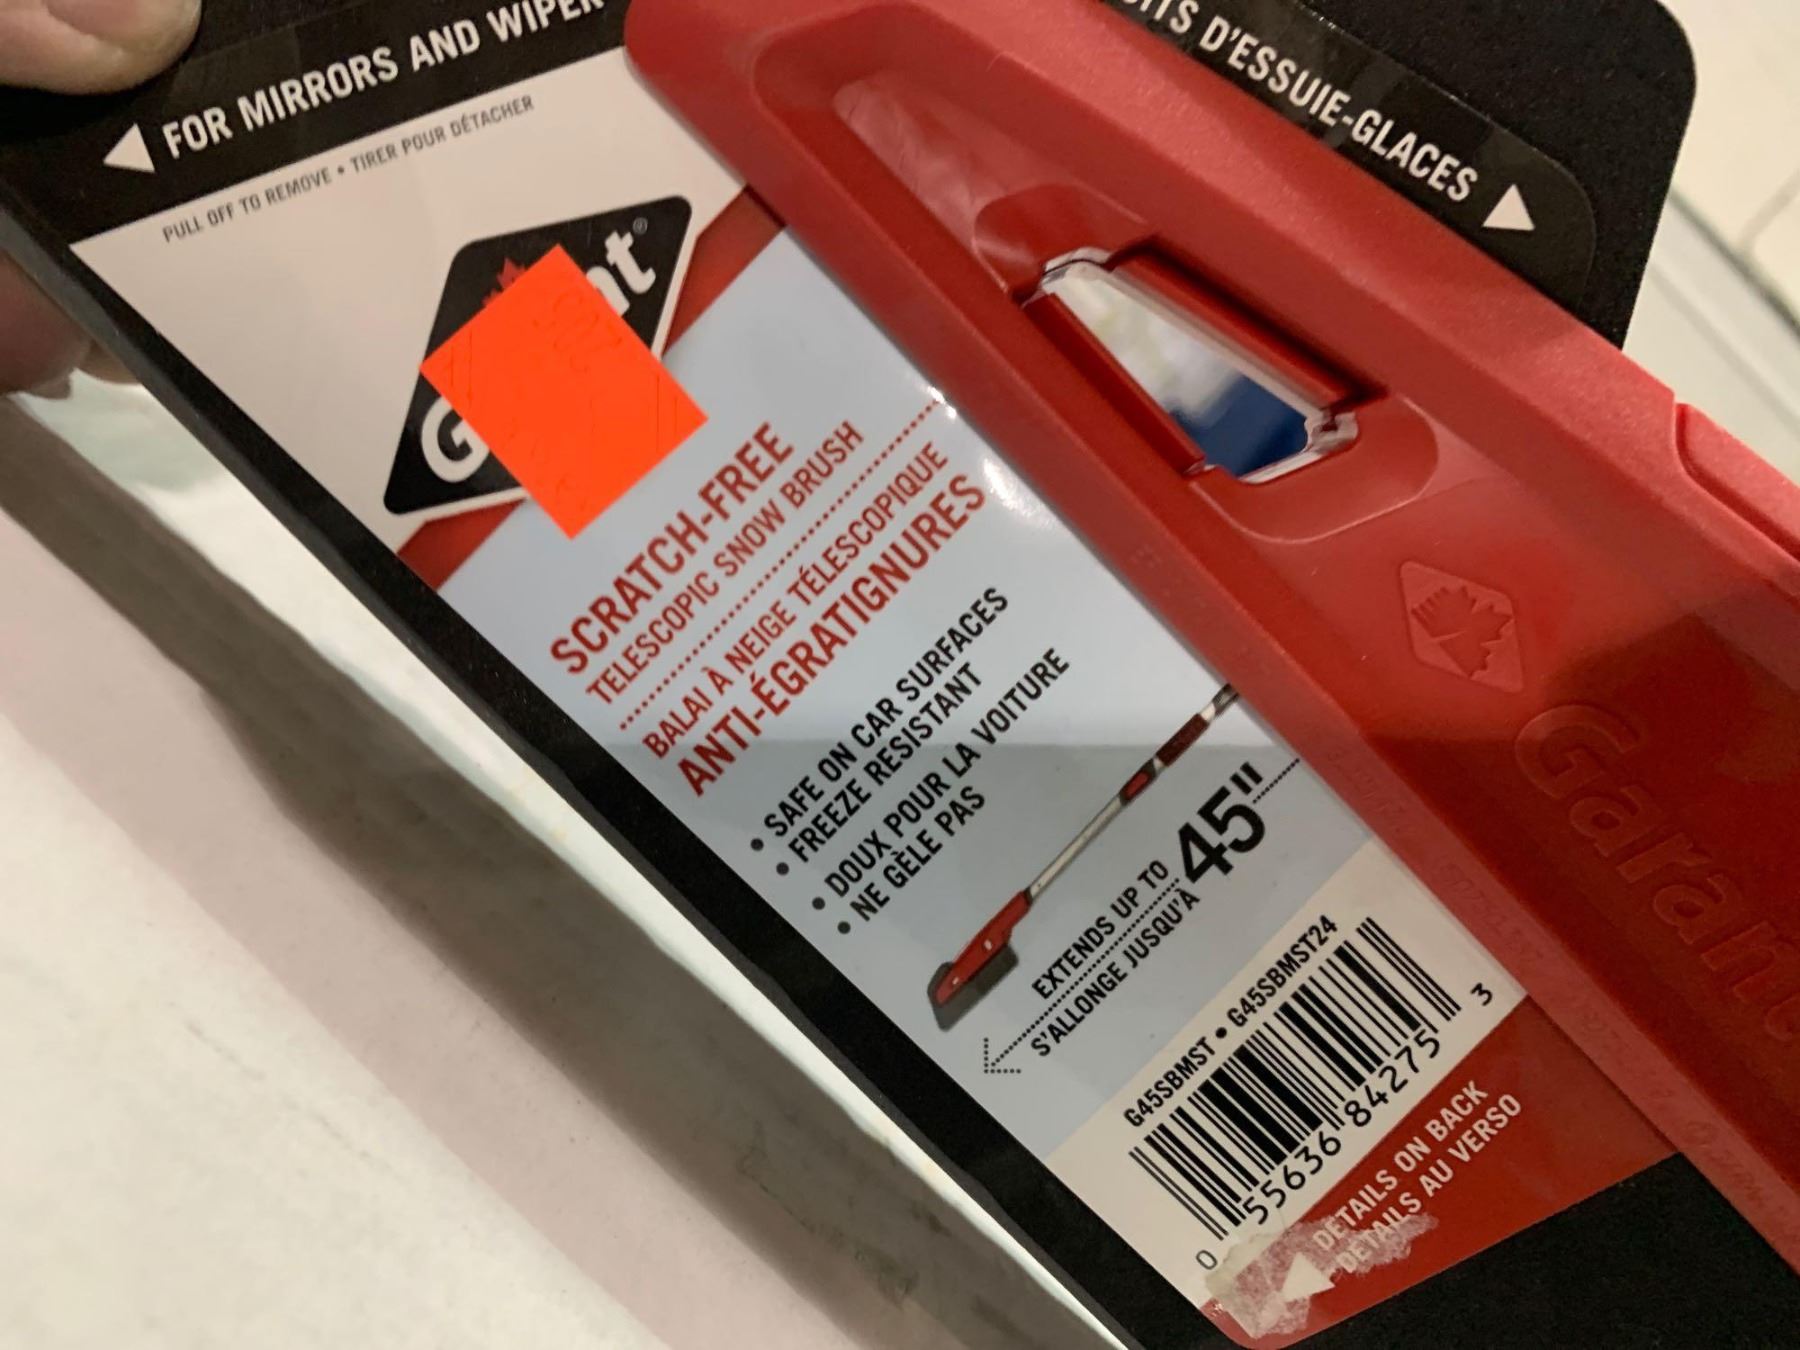 FOR MIRRORS AND WIPER
D'ESSUIE-GLACES
PULL OFF TO REMOVE • TIRER POUR DÉTACHER
SCRATCH-FREE
TELESCOPIC SNOW BRUSH
BALAI À NEIGE TÉLESCOPIQUE
ANTI-ÉGRATIGNURES
• SAFE ON CAR SURFACES
• FREEZE RESISTANT
• DOUX POUR LA VOITURE
• NE GÈLE PAS
EXTENDS UP TO
S'ALLONGE JUSQU'À
45"
G45SBMST • G45SBMST24
0 55636 84275 3
DETAILS ON BACK
DÉTAILS AU VERSO
Garant